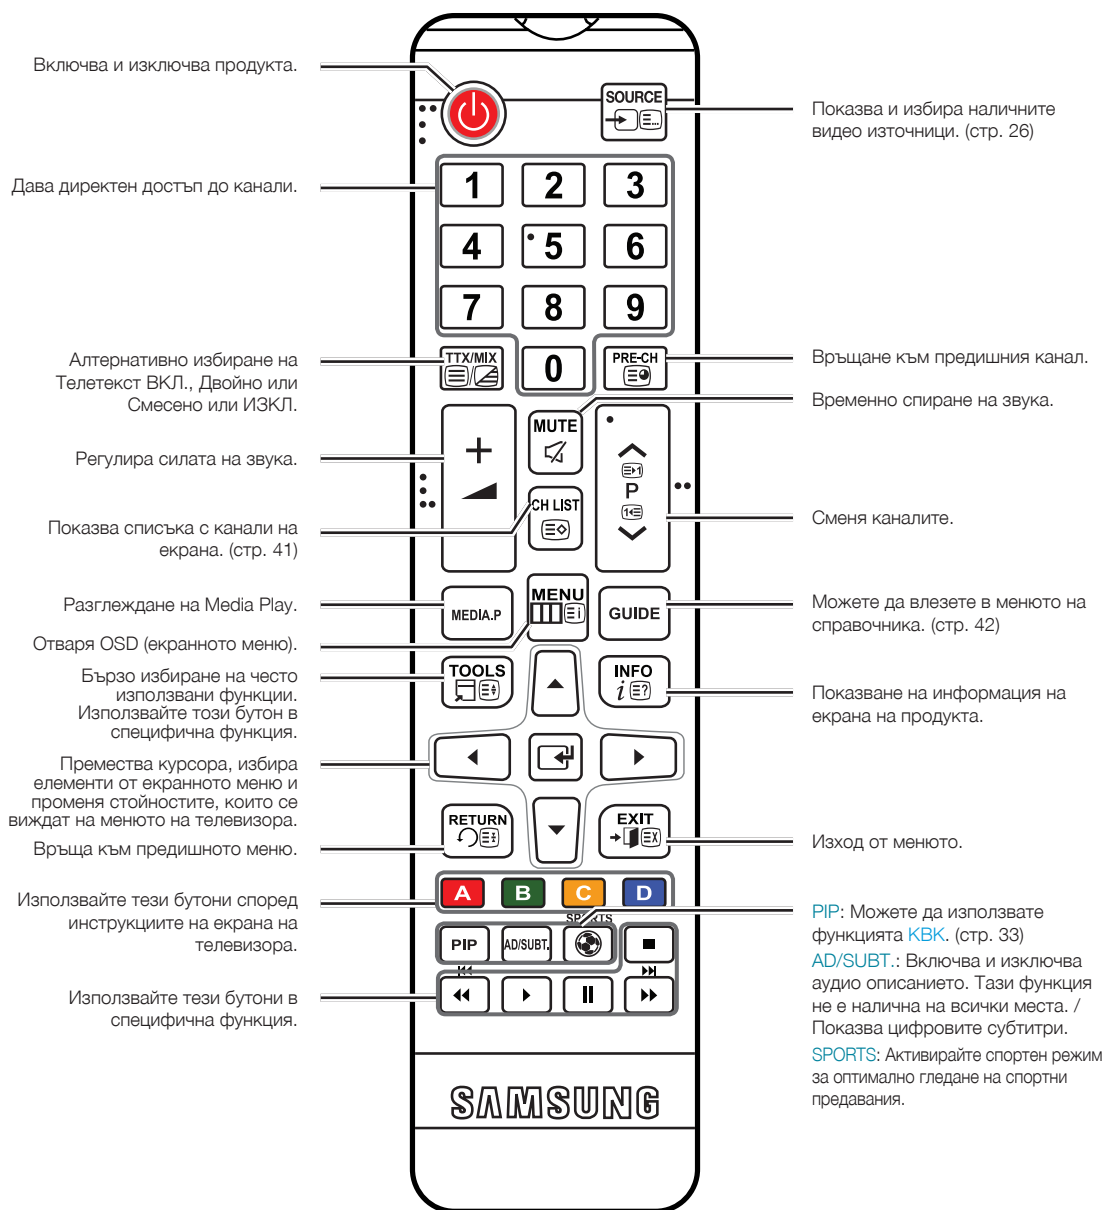 Включва и изключва продукта.
SOURCE
Показва и избира наличните
видео източници. (стр. 26)
Дава директен достъп до канали.
1 2 3
4 5 6
7 8 9
0
TTX/MIX
PRE-CH
Алтернативно избиране на
Телетекст ВКЛ., Двойно или
Смесено или ИЗКЛ.
Връщане към предишния канал.
Временно спиране на звука.
MUTE
Регулира силата на звука.
P
CH LIST
Показва списъка с канали на
екрана. (стр. 41)
Сменя каналите.
Разглеждане на Media Play.
MEDIA.P
MENU
GUIDE
Можете да влезете в менюто на
справочника. (стр. 42)
Отваря OSD (екранното меню).
TOOLS
INFO
Бързо избиране на често
използвани функции.
Използвайте този бутон в
специфична функция.
Показване на информация на
екрана на продукта.
Премества курсора, избира
елементи от екранното меню и
променя стойностите, които се
виждат на менюто на телевизора.
RETURN
EXIT
Връща към предишното меню.
Изход от менюто.
A B C D
Използвайте тези бутони според
инструкциите на екрана на
телевизора.
SPORTS
PIP
AD/SUBT.
PIP: Можете да използвате
функцията КВК. (стр. 33)
AD/SUBT.: Включва и изключва
аудио описанието. Тази функция
не е налична на всички места. /
Показва цифровите субтитри.
SPORTS: Активирайте спортен режим
за оптимално гледане на спортни
предавания.
Използвайте тези бутони в
специфична функция.
SAMSUNG